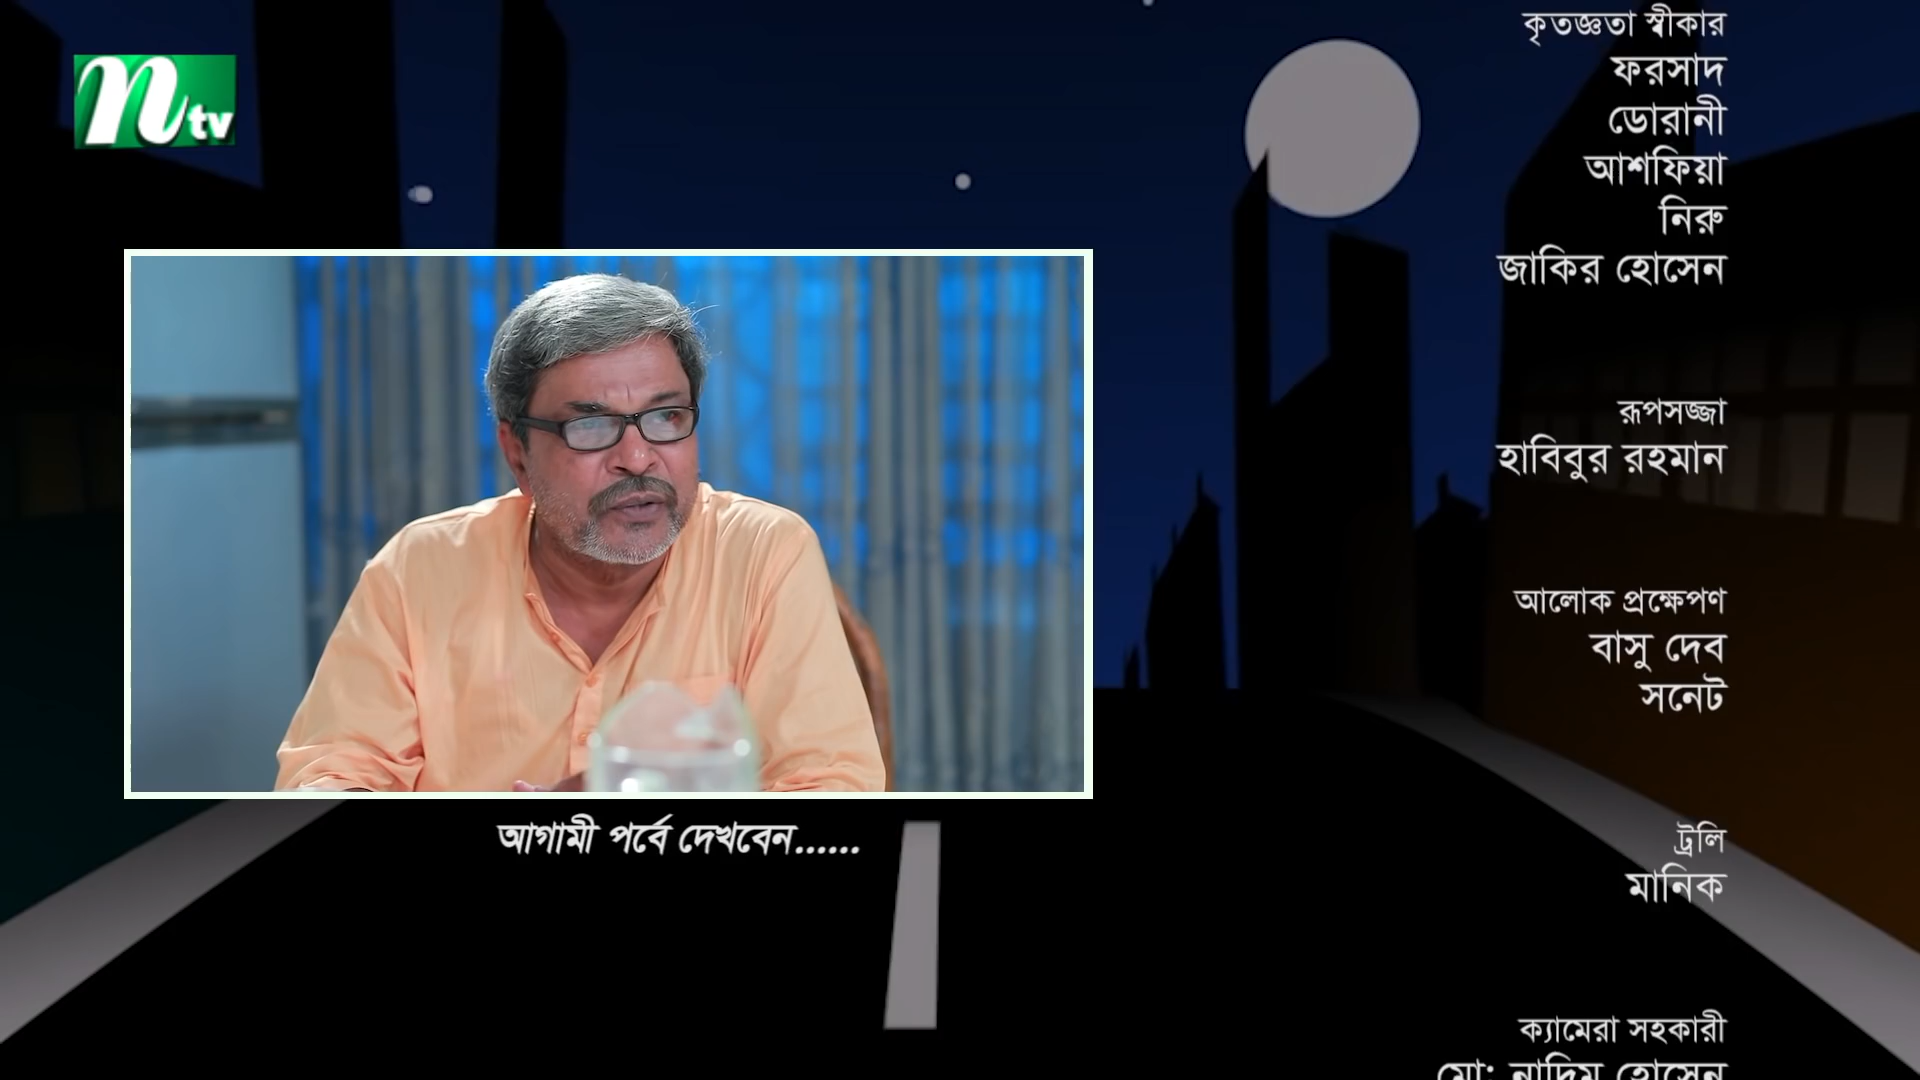 ntv
কৃতজ্ঞতা স্বীকার
ফরসাদ
ডোরানী
আশফিয়া
নিরু
জাকির হোসেন
রূপসজ্জা
হাবিবুর রহমান
আলোক প্রক্ষেপণ
বাসু দেব
সনেট
আগামী পর্বে দেখবেন......
ট্রলি
মানিক
ক্যামেরা সহকারী
মো: নাদিম হোসেন